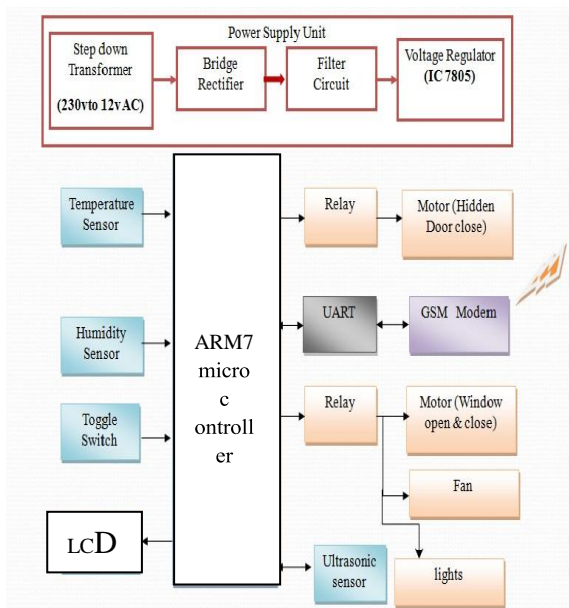 Power Supply Unit
Step down
Transformer
(230vto 12vAC)
Bridge
Rectifier
Filter
Circuit
Voltage Regulator
(IC 7805)
Temperature
Sensor
Relay
Motor (Hidden
Door close)
Humidity
Sensor
ARM7
micro
c
ontroll
er
UART
GSM Modem
Toggle
Switch
Relay
Motor (Window
open & close)
Fan
LCD
Ultrasonic
sensor
lights